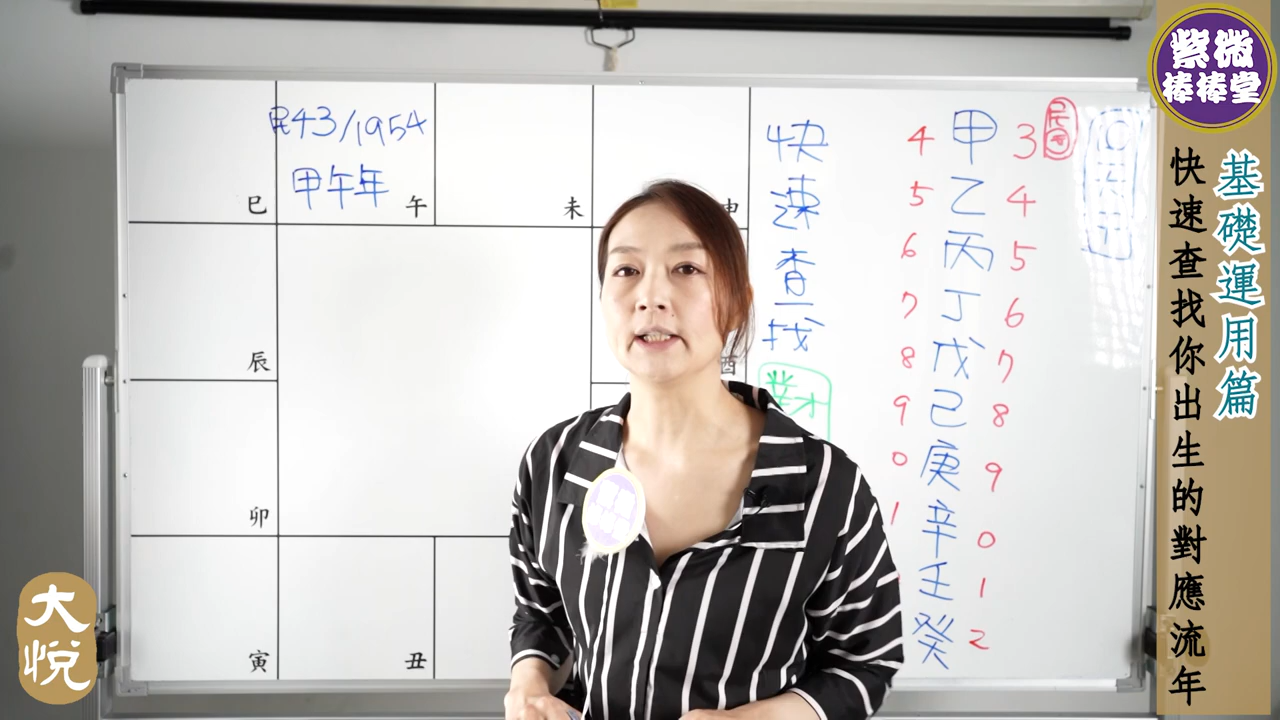 紫微
棒棒堂
基礎運用篇
快速查找你出生的對應流年
大悅
民43/1954
甲午年
巳
午
未
申
辰
酉
卯
寅
丑
快速查找
對
民國
4 甲 3
5 乙 4
6 丙 5
7 丁 6
8 戊 7
9 己 8
0 庚 9
1 辛 0
壬 1
癸 2